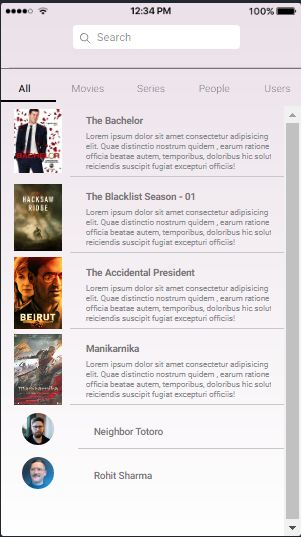 12:34 PM
100%
Search
All Movies Series People Users
The Bachelor
Lorem ipsum dolor sit amet consectetur adipisicing
elit. Quae distinctio nostrum quidem , earum ratione
officia beatae autem, temporibus, doloribus hic solut
reiciendis suscipit fugiat excepturi officiis!
BACHELOR
The Blacklist Season - 01
HACKSAW
RIDGE
Lorem ipsum dolor sit amet consectetur adipisicing
elit. Quae distinctio nostrum quidem , earum ratione
officia beatae autem, temporibus, doloribus hic solut
reiciendis suscipit fugiat excepturi officiis!
The Accidental President
Lorem ipsum dolor sit amet consectetur adipisicing
elit. Quae distinctio nostrum quidem , earum ratione
officia beatae autem, temporibus, doloribus hic solut
reiciendis suscipit fugiat excepturi officiis!
BEIRUT
Manikarnika
Lorem ipsum dolor sit amet consectetur adipisicing
elit. Quae distinctio nostrum quidem , earum ratione
officia beatae autem, temporibus, doloribus hic solut
reiciendis suscipit fugiat excepturi officiis!
Manikarnika
Neighbor Totoro
Rohit Sharma